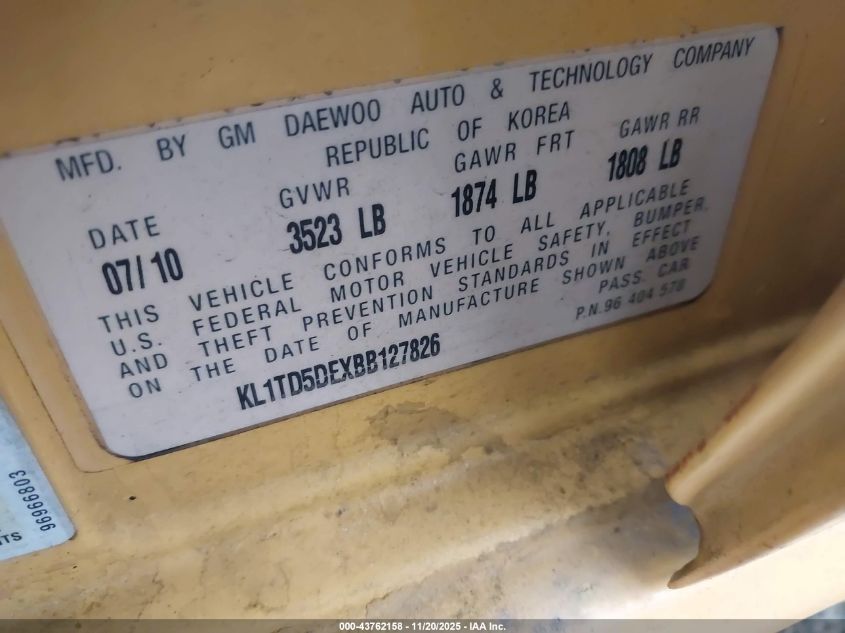 MFD. BY GM DAEWOO AUTO & TECHNOLOGY COMPANY
REPUBLIC OF KOREA
DATE GVWR GAWR FRT GAWR RR
07/10 3523 LB 1874 LB 1808 LB
THIS VEHICLE CONFORMS TO ALL APPLICABLE
U.S. FEDERAL MOTOR VEHICLE SAFETY, BUMPER,
AND THEFT PREVENTION STANDARDS IN EFFECT
ON THE DATE OF MANUFACTURE SHOWN ABOVE
PASS. CAR
KL1TD5DEXBB127826
P.N.96 404 578
96966803
000-43762158 - 11/20/2025 - IAA Inc.